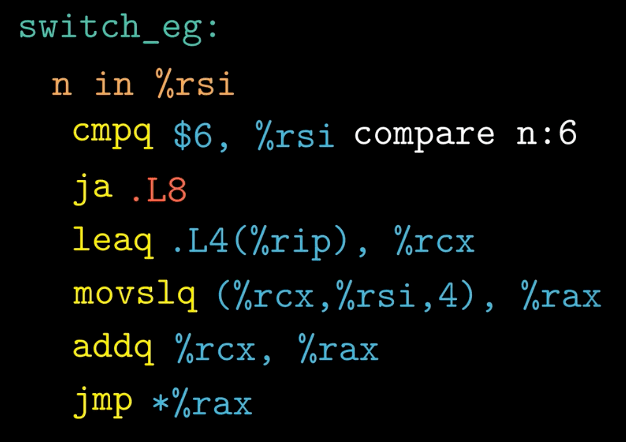 switch_eg:
n in %rsi
cmpq $6, %rsi compare n:6
ja .L8
leaq .L4(%rip), %rcx
movslq (%rcx,%rsi,4), %rax
addq %rcx, %rax
jmp *%rax